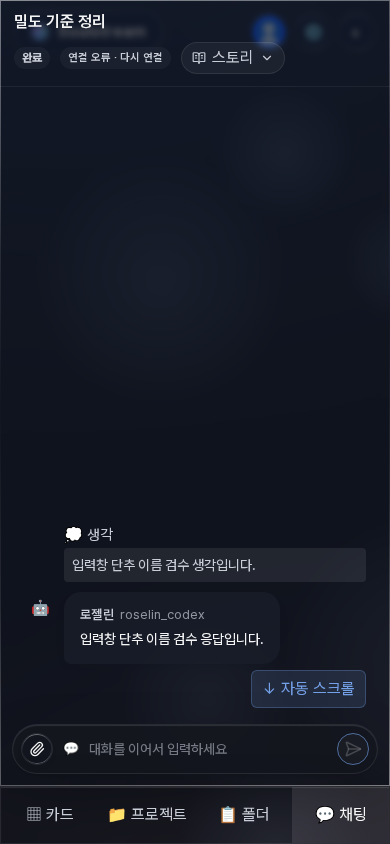 밀도 기준 정리
완료 연결 오류 · 다시 연결 스토리
생각
입력창 단추 이름 검수 생각입니다.
로젤린 roselin_codex
입력창 단추 이름 검수 응답입니다.
↓ 자동 스크롤
대화를 이어서 입력하세요
카드 프로젝트 폴더 채팅